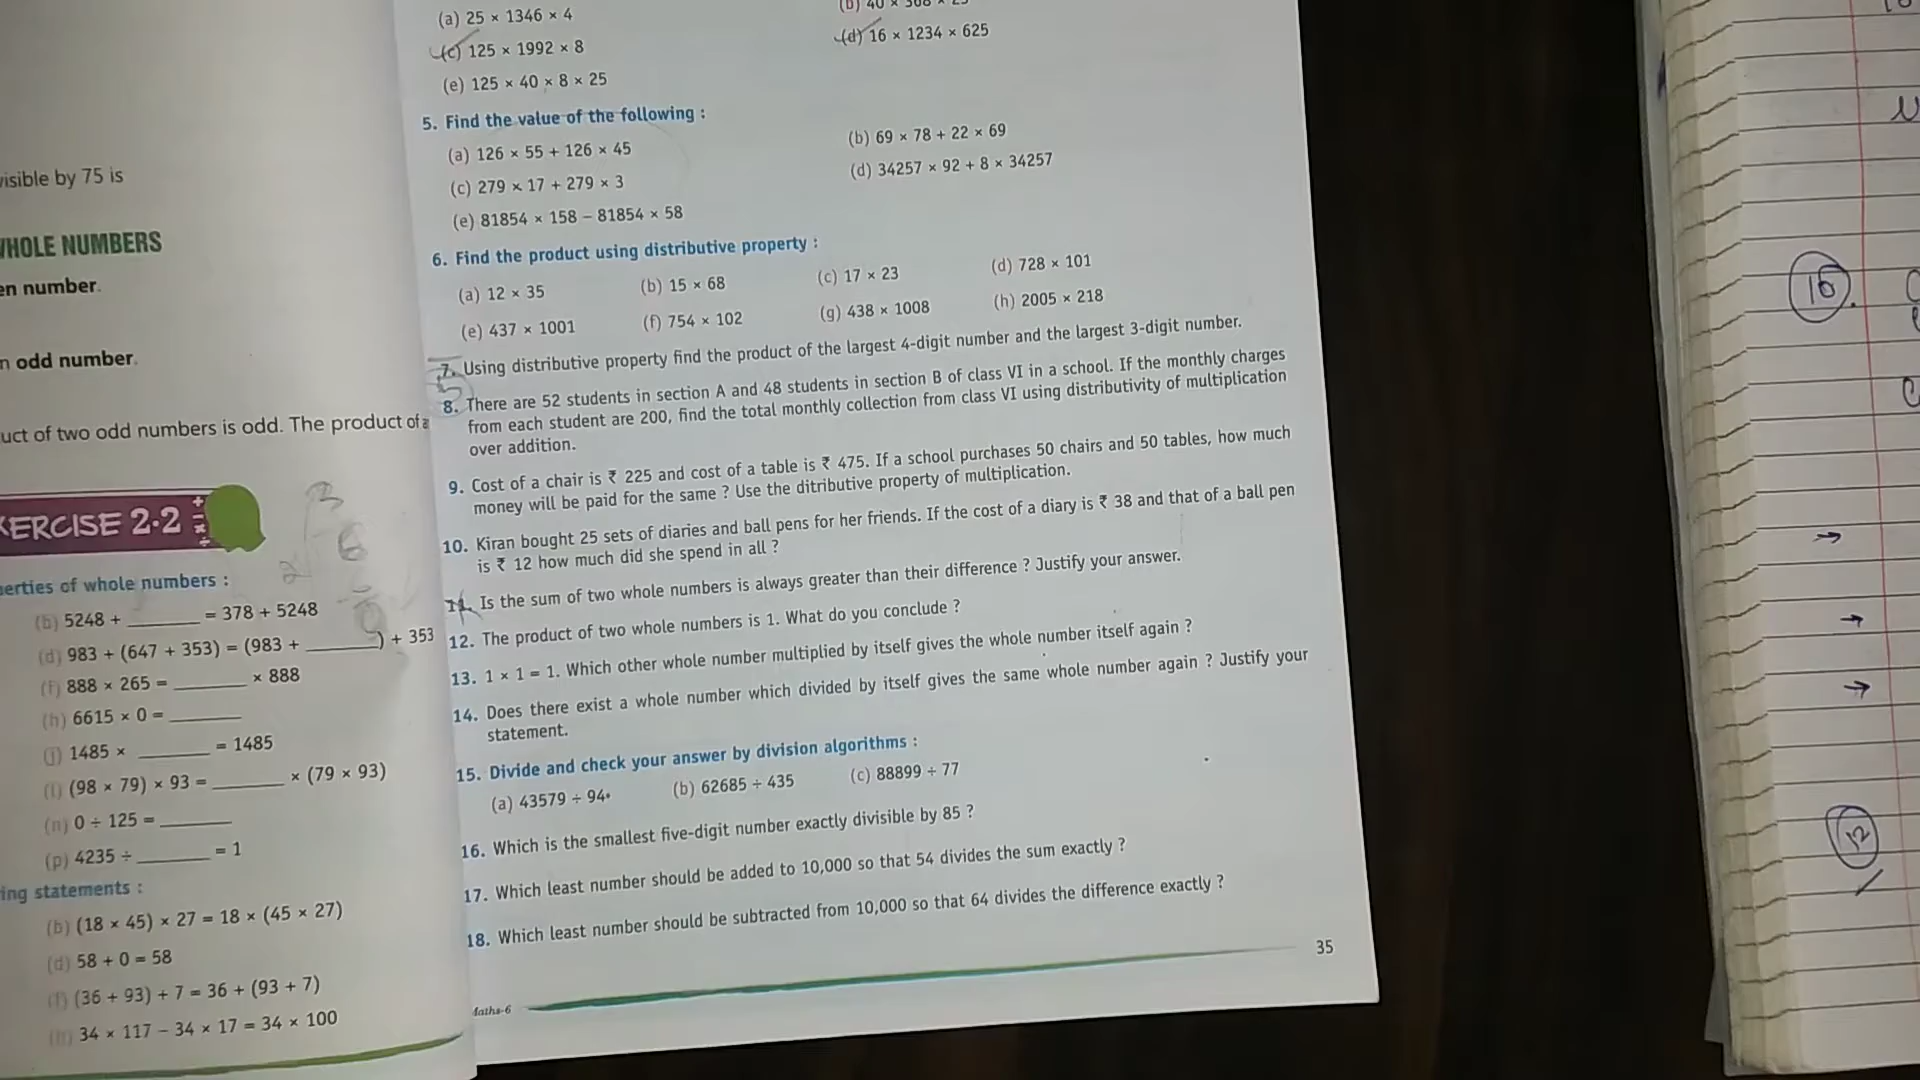 visible by 75 is
WHOLE NUMBERS
en number.
n odd number.
uct of two odd numbers is odd. The product of a
EXERCISE 2·2
perties of whole numbers :
(b) 5248 + ______ = 378 + 5248
(d) 983 + (647 + 353) = (983 + ______) + 353
(f) 888 × 265 = ______ × 888
(h) 6615 × 0 = ______
(j) 1485 × ______ = 1485
(l) (98 × 79) × 93 = ______ × (79 × 93)
(n) 0 ÷ 125 = ______
(p) 4235 ÷ ______ = 1
ing statements :
(b) (18 × 45) × 27 = 18 × (45 × 27)
(d) 58 + 0 = 58
(f) (36 + 93) + 7 = 36 + (93 + 7)
(h) 34 × 117 – 34 × 17 = 34 × 100
(a) 25 × 1346 × 4 (b) 40 × 308 × 25
(c) 125 × 1992 × 8 (d) 16 × 1234 × 625
(e) 125 × 40 × 8 × 25
5. Find the value of the following :
(a) 126 × 55 + 126 × 45 (b) 69 × 78 + 22 × 69
(c) 279 × 17 + 279 × 3 (d) 34257 × 92 + 8 × 34257
(e) 81854 × 158 – 81854 × 58
6. Find the product using distributive property :
(a) 12 × 35 (b) 15 × 68 (c) 17 × 23 (d) 728 × 101
(e) 437 × 1001 (f) 754 × 102 (g) 438 × 1008 (h) 2005 × 218
7. Using distributive property find the product of the largest 4-digit number and the largest 3-digit number.
8. There are 52 students in section A and 48 students in section B of class VI in a school. If the monthly charges
from each student are 200, find the total monthly collection from class VI using distributivity of multiplication
over addition.
9. Cost of a chair is ₹ 225 and cost of a table is ₹ 475. If a school purchases 50 chairs and 50 tables, how much
money will be paid for the same ? Use the ditributive property of multiplication.
10. Kiran bought 25 sets of diaries and ball pens for her friends. If the cost of a diary is ₹ 38 and that of a ball pen
is ₹ 12 how much did she spend in all ?
11. Is the sum of two whole numbers is always greater than their difference ? Justify your answer.
12. The product of two whole numbers is 1. What do you conclude ?
13. 1 × 1 = 1. Which other whole number multiplied by itself gives the whole number itself again ?
14. Does there exist a whole number which divided by itself gives the same whole number again ? Justify your
statement.
15. Divide and check your answer by division algorithms :
(a) 43579 ÷ 94 (b) 62685 ÷ 435 (c) 88899 ÷ 77
16. Which is the smallest five-digit number exactly divisible by 85 ?
17. Which least number should be added to 10,000 so that 54 divides the sum exactly ?
18. Which least number should be subtracted from 10,000 so that 64 divides the difference exactly ?
35
Maths-6
12